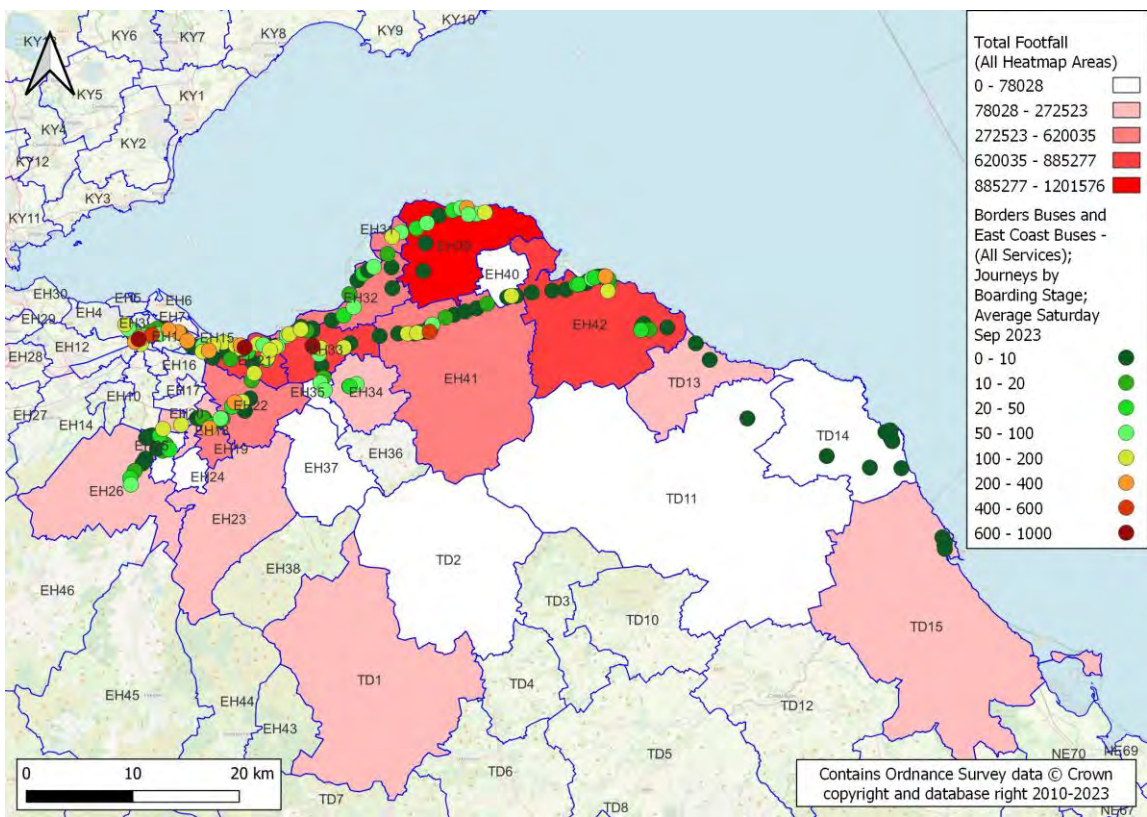 KY10
KY6
KY7
KY8
KY9
KY5
KY1
KY4
KY2
KY12
KY3
KY11
EH31
EH39
EH40
EH30
EH6
EH32
EH29
EH4
EH3
EH7
EH42
EH12
EH15
EH28
EH21
EH33
EH16
EH41
TD13
EH17
EH35
EH34
EH10
EH22
EH27
EH14
EH20
EH18
TD14
EH19
EH36
EH37
EH24
EH26
TD11
EH23
EH38
TD2
EH46
TD3
TD10
TD15
TD1
EH45
EH44
TD4
TD12
EH43
TD5
NE70
NE69
TD6
TD7
TD8
NE67
0 10 20 km
Total Footfall
(All Heatmap Areas)
0 - 78028
78028 - 272523
272523 - 620035
620035 - 885277
885277 - 1201576
Borders Buses and
East Coast Buses -
(All Services);
Journeys by
Boarding Stage;
Average Saturday
Sep 2023
0 - 10
10 - 20
20 - 50
50 - 100
100 - 200
200 - 400
400 - 600
600 - 1000
Contains Ordnance Survey data © Crown
copyright and database right 2010-2023